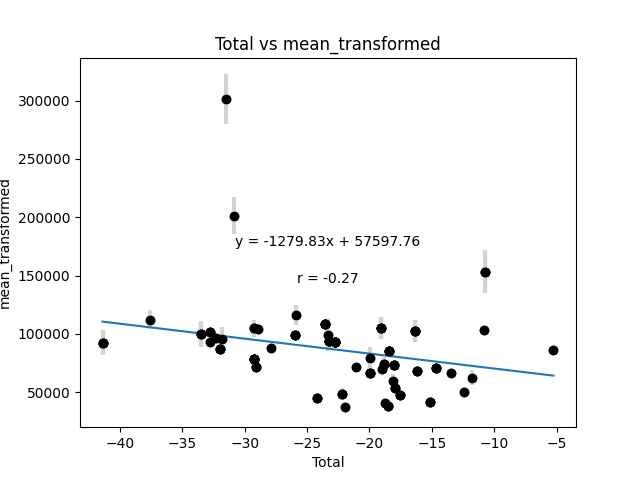 Total vs mean_transformed
mean_transformed
300000
250000
200000
150000
100000
50000
y = -1279.83x + 57597.76
r = -0.27
−40 −35 −30 −25 −20 −15 −10 −5
Total